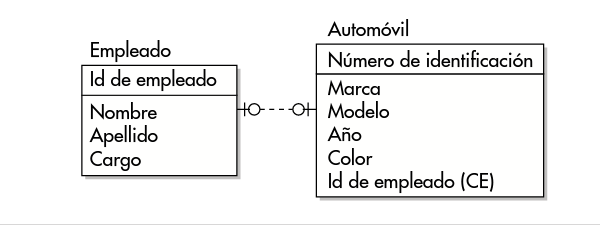 Empleado
Id de empleado
Nombre
Apellido
Cargo
Automóvil
Número de identificación
Marca
Modelo
Año
Color
Id de empleado (CE)